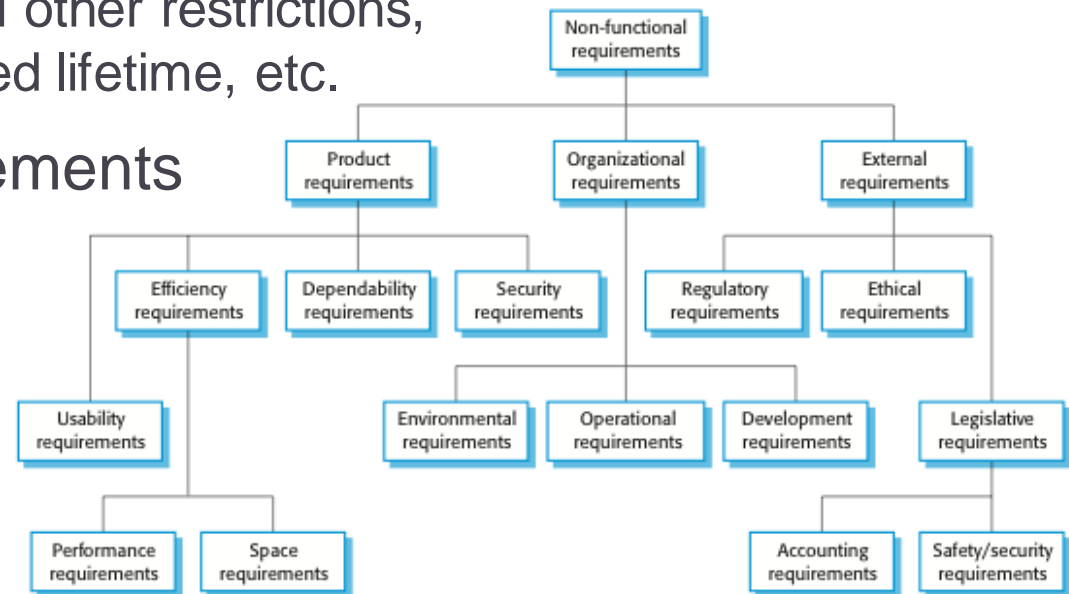 l other restrictions,
ed lifetime, etc.
ements
Non-functional
requirements
Product
requirements
Organizational
requirements
External
requirements
Efficiency
requirements
Dependability
requirements
Security
requirements
Regulatory
requirements
Ethical
requirements
Usability
requirements
Environmental
requirements
Operational
requirements
Development
requirements
Legislative
requirements
Performance
requirements
Space
requirements
Accounting
requirements
Safety/security
requirements